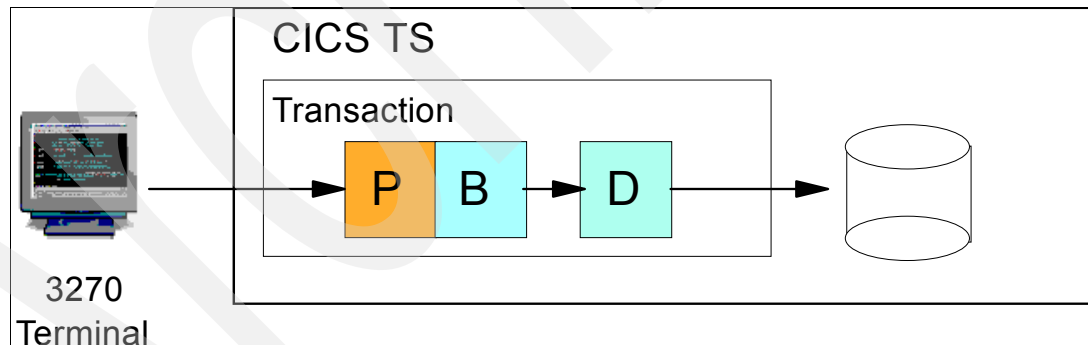 CICS TS
Transaction
P B D
3270
Terminal